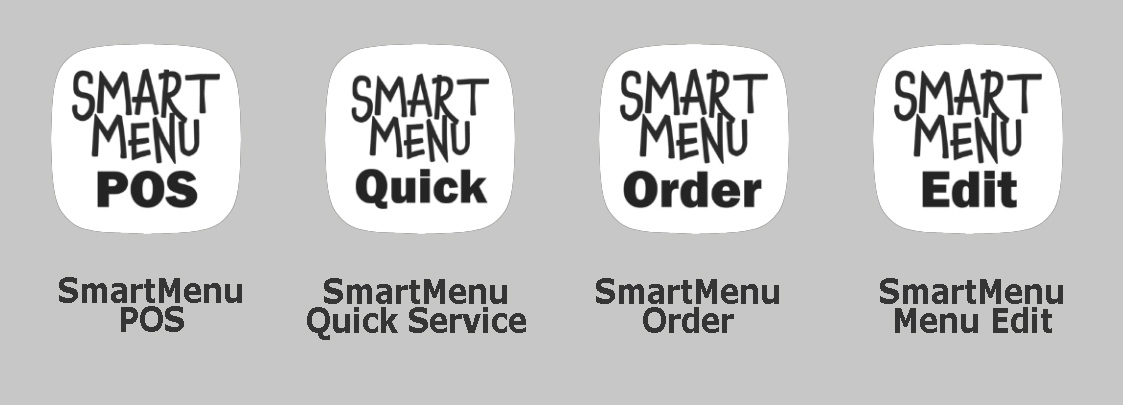 SMART
MENU
POS
SMART
MENU
Quick
SMART
MENU
Order
SMART
MENU
Edit
SmartMenu
POS
SmartMenu
Quick Service
SmartMenu
Order
SmartMenu
Menu Edit